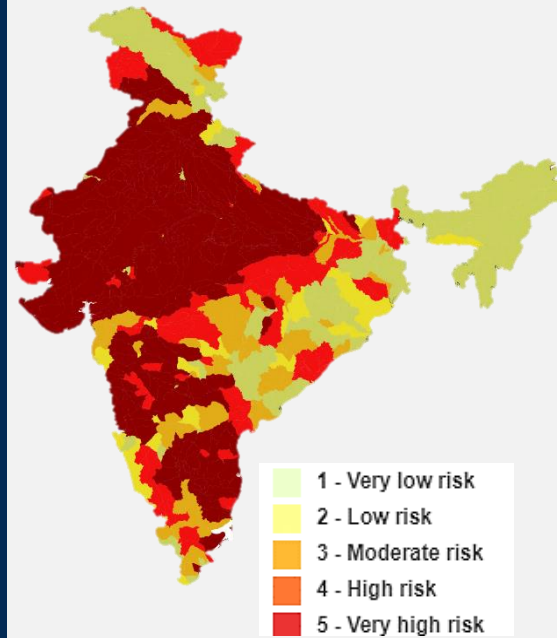 1 - Very low risk
2 - Low risk
3 - Moderate risk
4 - High risk
5 - Very high risk